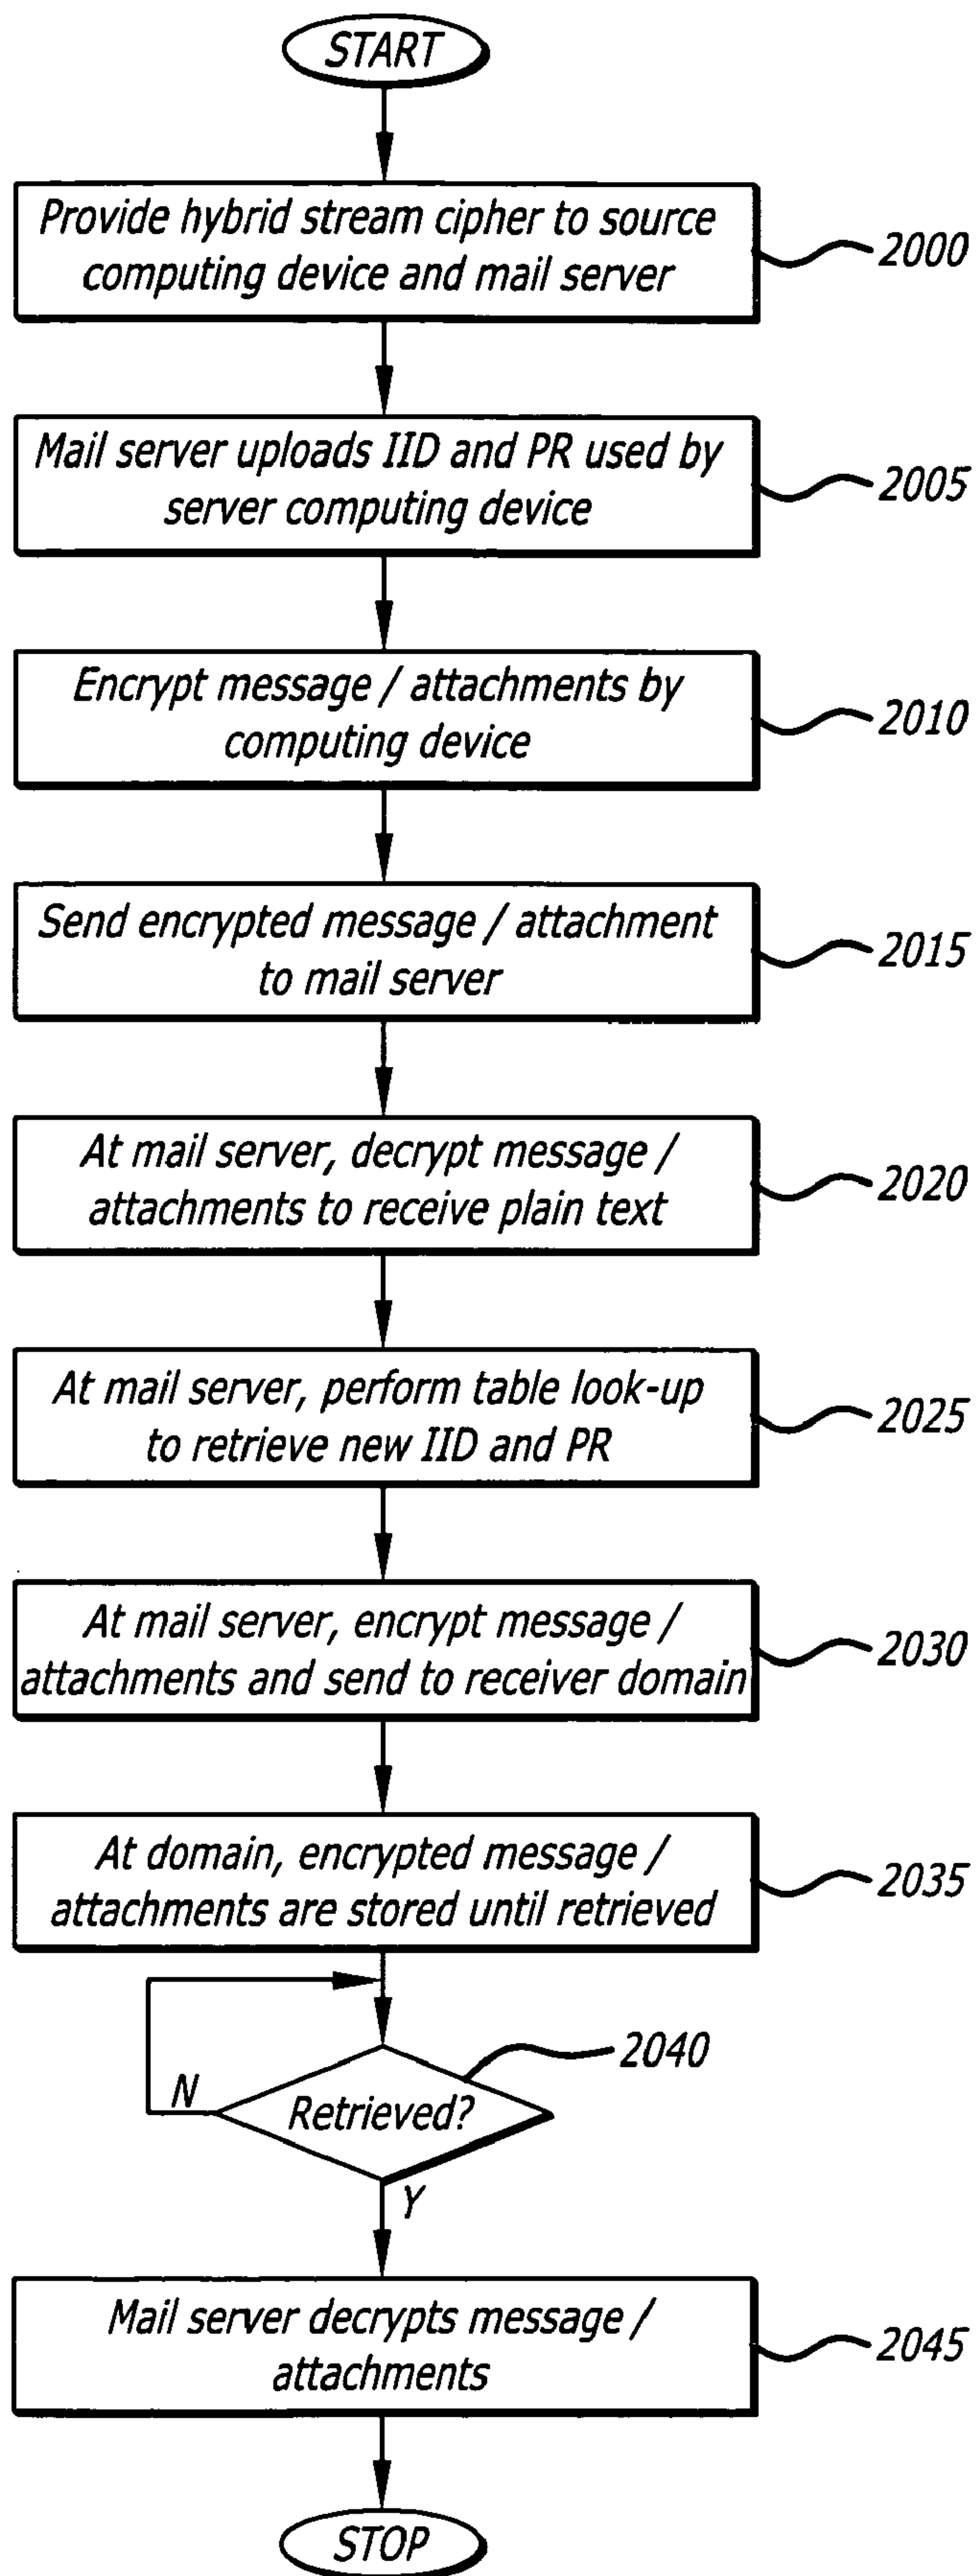 START
Provide hybrid stream cipher to source
computing device and mail server
2000
Mail server uploads IID and PR used by
server computing device
2005
Encrypt message / attachments by
computing device
2010
Send encrypted message / attachment
to mail server
2015
At mail server, decrypt message /
attachments to receive plain text
2020
At mail server, perform table look-up
to retrieve new IID and PR
2025
At mail server, encrypt message /
attachments and send to receiver domain
2030
At domain, encrypted message /
attachments are stored until retrieved
2035
2040
N
Retrieved?
Y
Mail server decrypts message /
attachments
2045
STOP